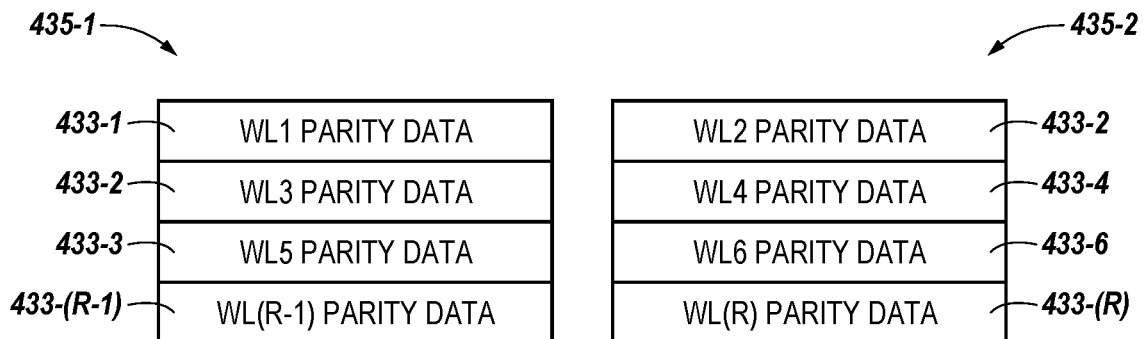 435-1 435-2
433-1 WL1 PARITY DATA WL2 PARITY DATA 433-2
433-2 WL3 PARITY DATA WL4 PARITY DATA 433-4
433-3 WL5 PARITY DATA WL6 PARITY DATA 433-6
433-(R-1) WL(R-1) PARITY DATA WL(R) PARITY DATA 433-(R)